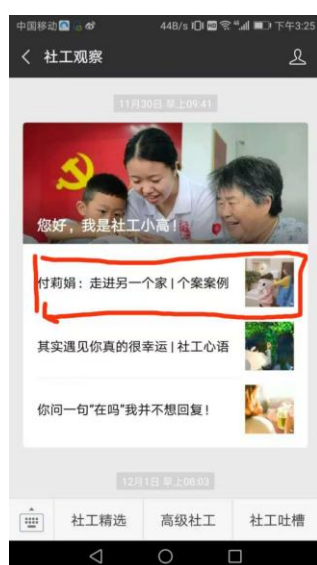 中国移动 44B/s 下午3:25
社工观察
11月30日 早上09:41
您好，我是社工小高！
付莉娟：走进另一个家|个案案例
其实遇见你真的很幸运|社工心语
你问一句“在吗”我并不想回复！
12月1日 早上08:03
社工精选 高级社工 社工吐槽